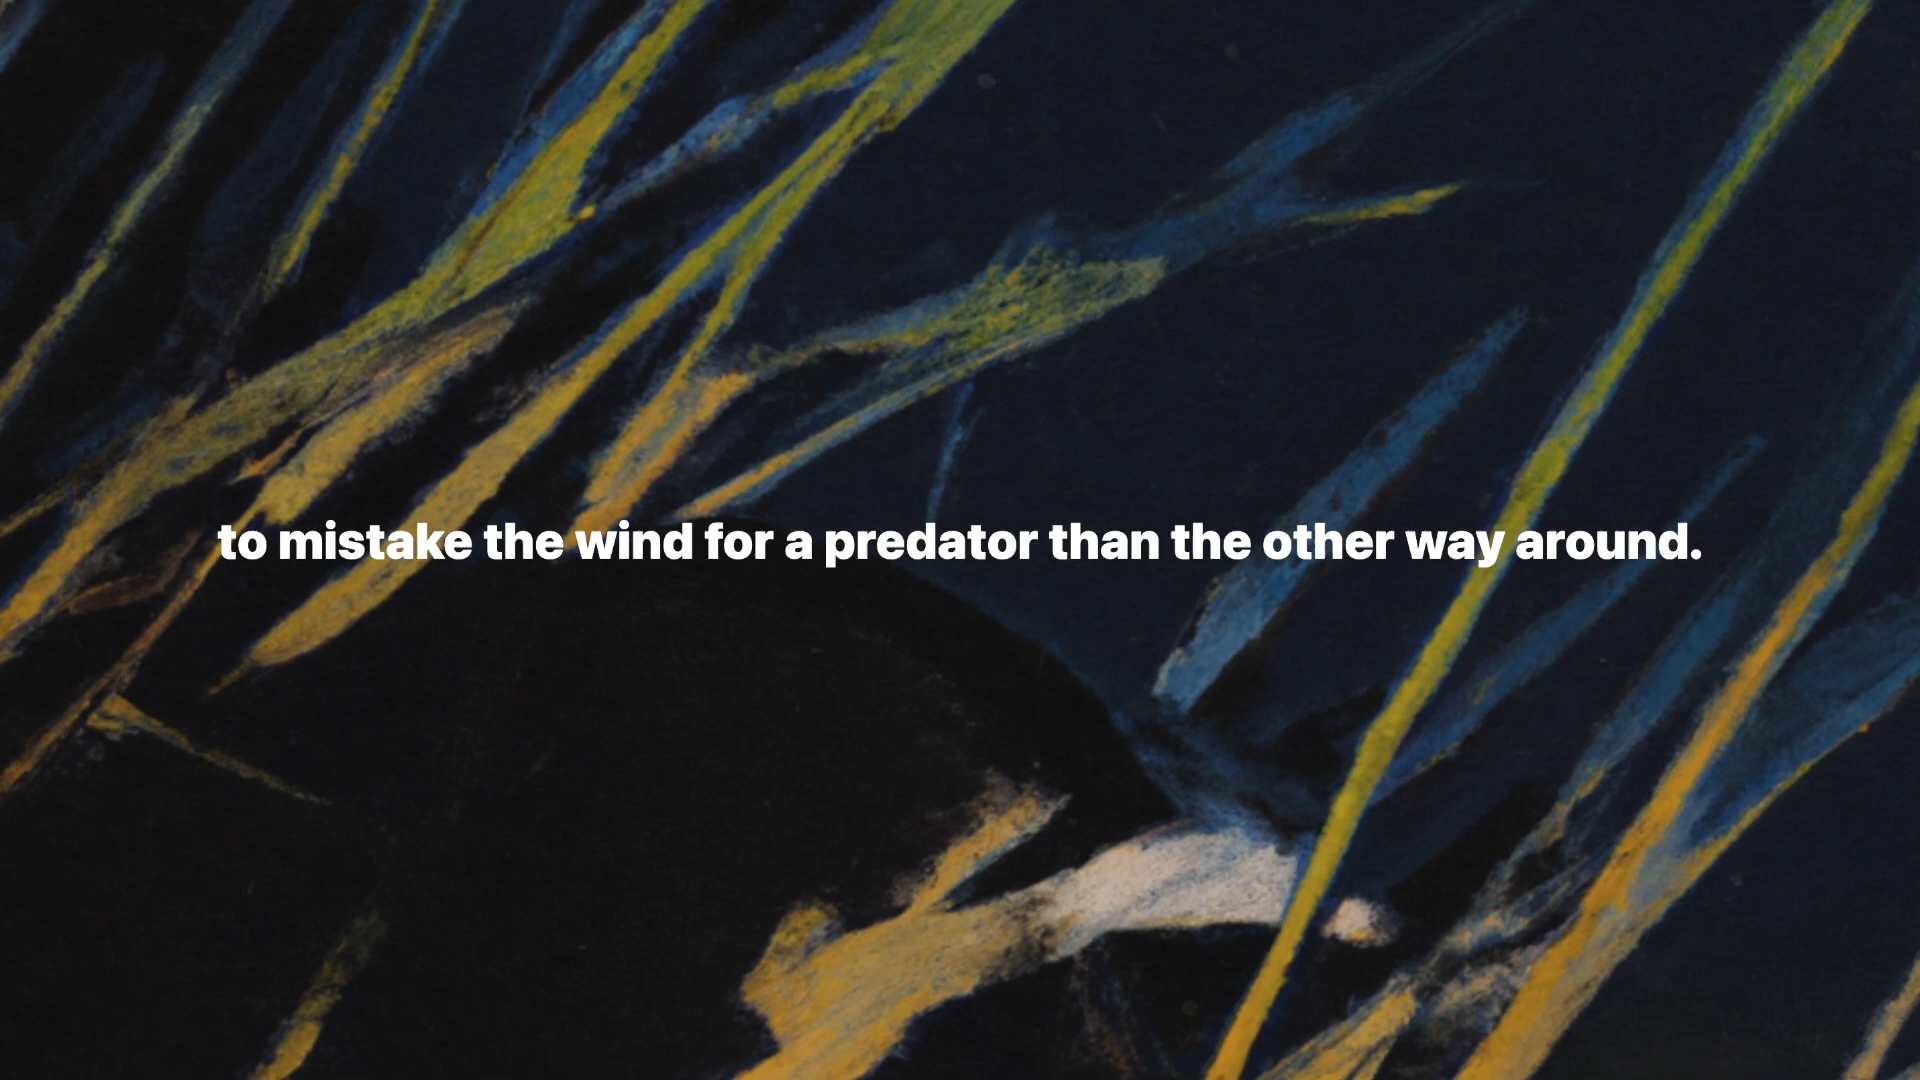 to mistake the wind for a predator than the other way around.